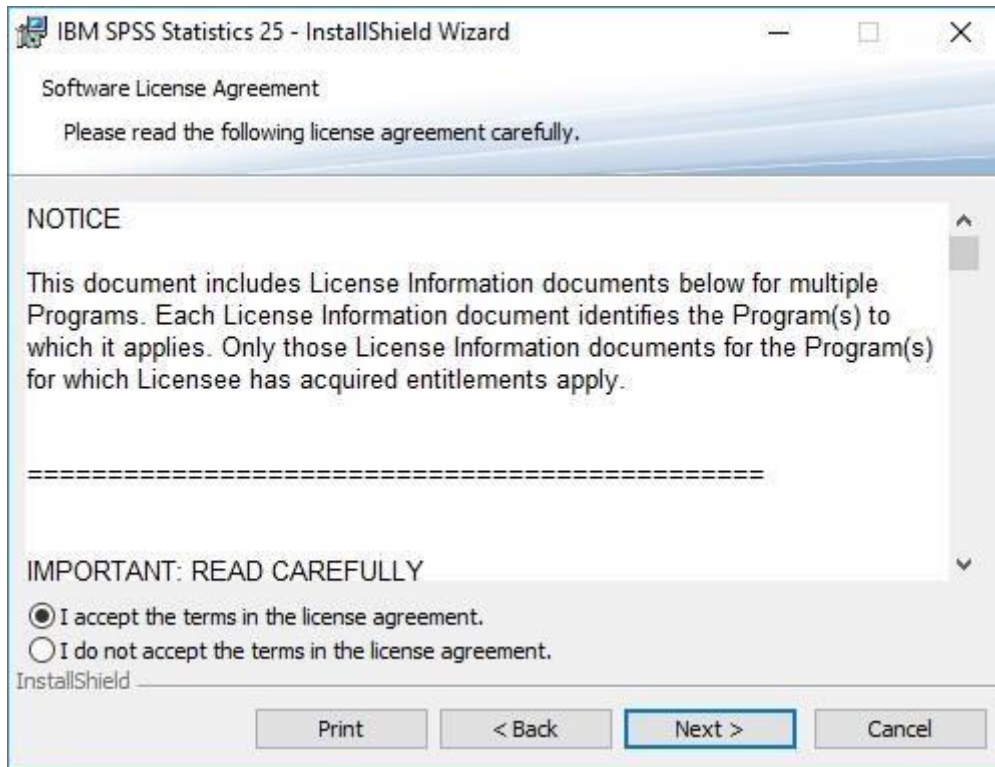 IBM SPSS Statistics 25 - InstallShield Wizard
Software License Agreement
Please read the following license agreement carefully.
NOTICE
This document includes License Information documents below for multiple
Programs. Each License Information document identifies the Program(s) to
which it applies. Only those License Information documents for the Program(s)
for which Licensee has acquired entitlements apply.
==============================================
IMPORTANT: READ CAREFULLY
I accept the terms in the license agreement.
I do not accept the terms in the license agreement.
InstallShield
Print < Back Next > Cancel